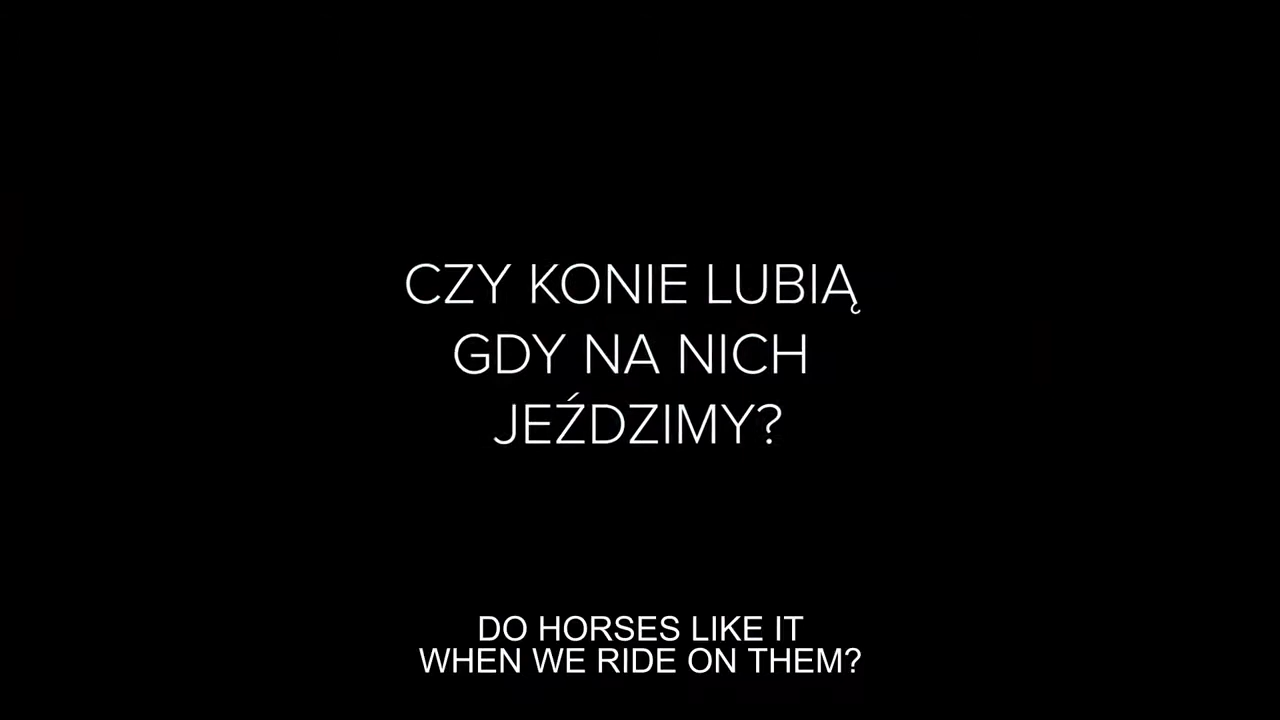 CZY KONIE LUBIĄ
GDY NA NICH
JEŹDZIMY?
DO HORSES LIKE IT
WHEN WE RIDE ON THEM?